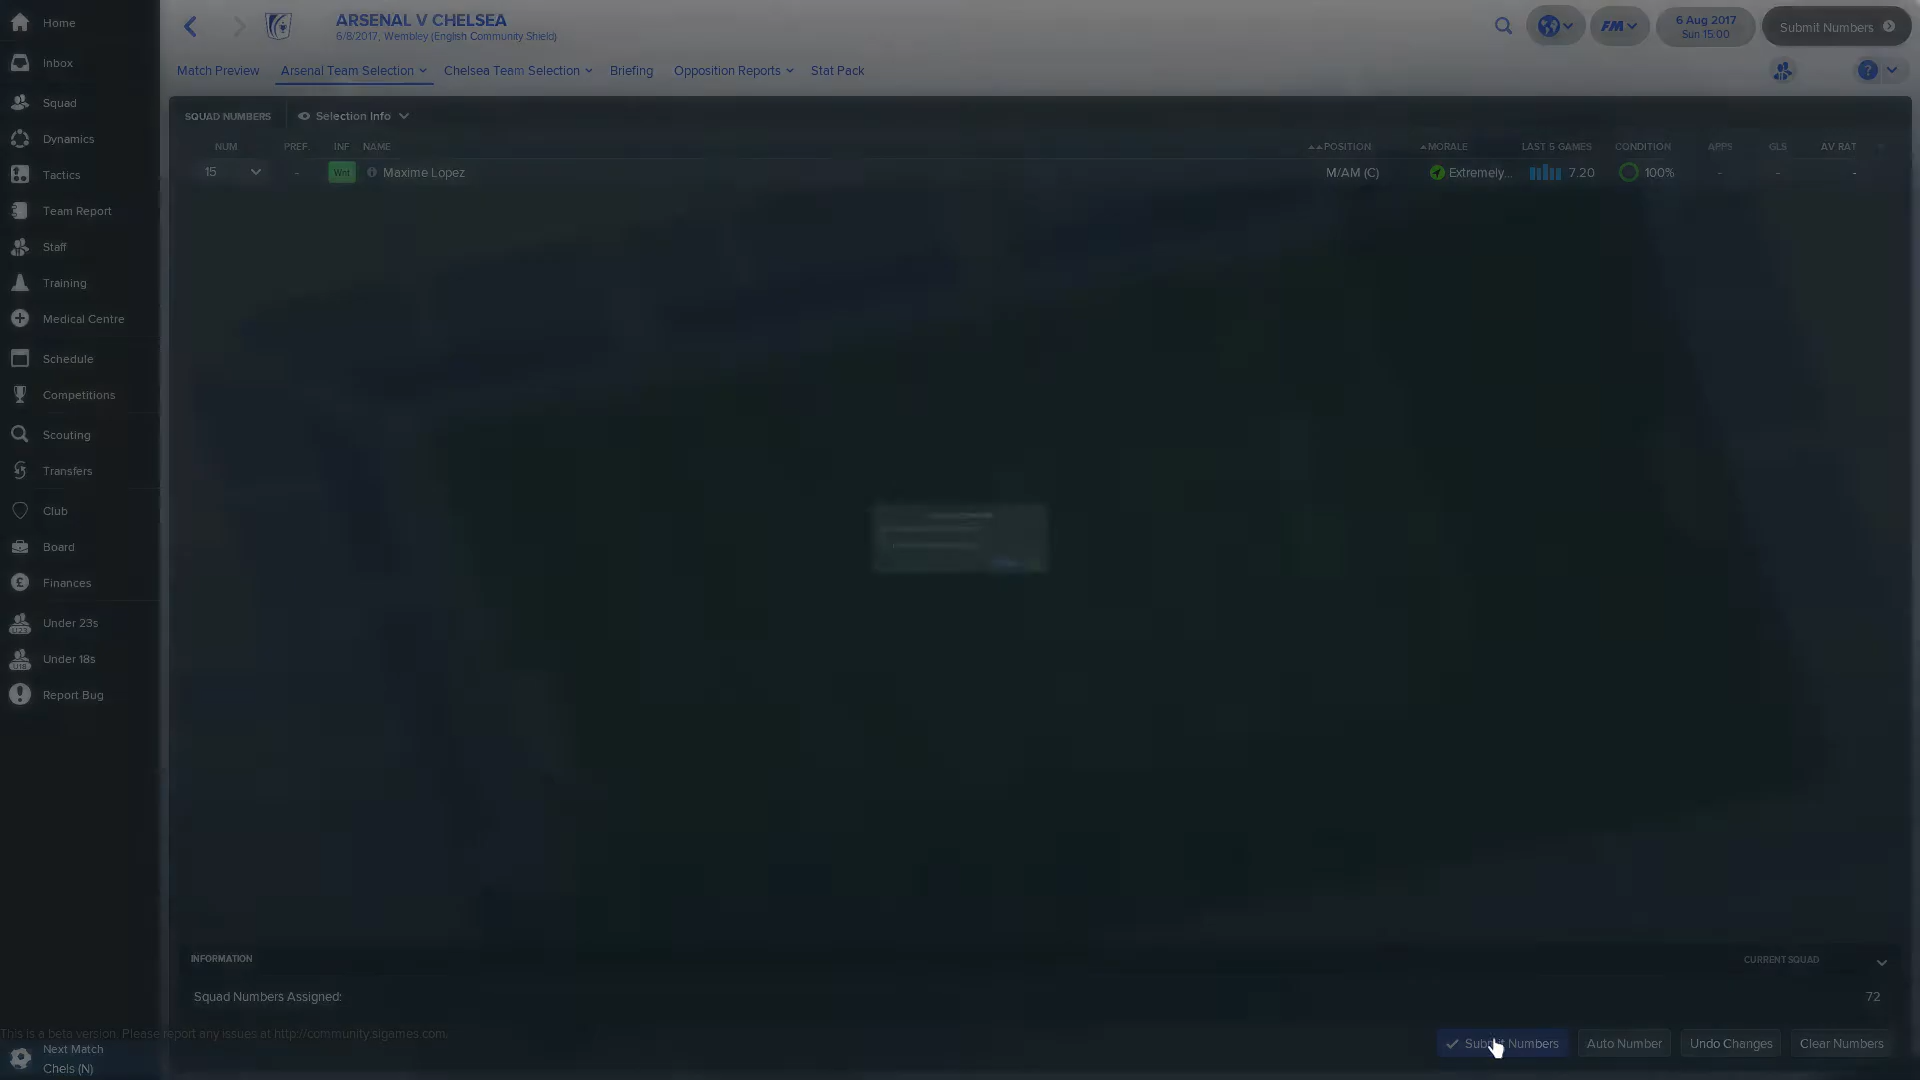 Home
Inbox
Squad
Dynamics
Tactics
Team Report
Staff
Training
Medical Centre
Schedule
Competitions
Scouting
Transfers
Club
Board
Finances
Under 23s
Under 18s
Report Bug
ARSENAL V CHELSEA
6/8/2017, Wembley (English Community Shield)
FM
6 Aug 2017
Sun 15:00
Submit Numbers
Match Preview Arsenal Team Selection Chelsea Team Selection Briefing Opposition Reports Stat Pack
?
SQUAD NUMBERS Selection Info
NUM PREF. INF NAME POSITION MORALE LAST 5 GAMES CONDITION APPS GLS AV RAT
15 - Wnt Maxime Lopez M/AM (C) Extremely... 7.20 100% - - -
INFORMATION CURRENT SQUAD
Squad Numbers Assigned: 72
This is a beta version. Please report any issues at http://community.sigames.com.
Next Match
Chels (N)
Submit Numbers Auto Number Undo Changes Clear Numbers